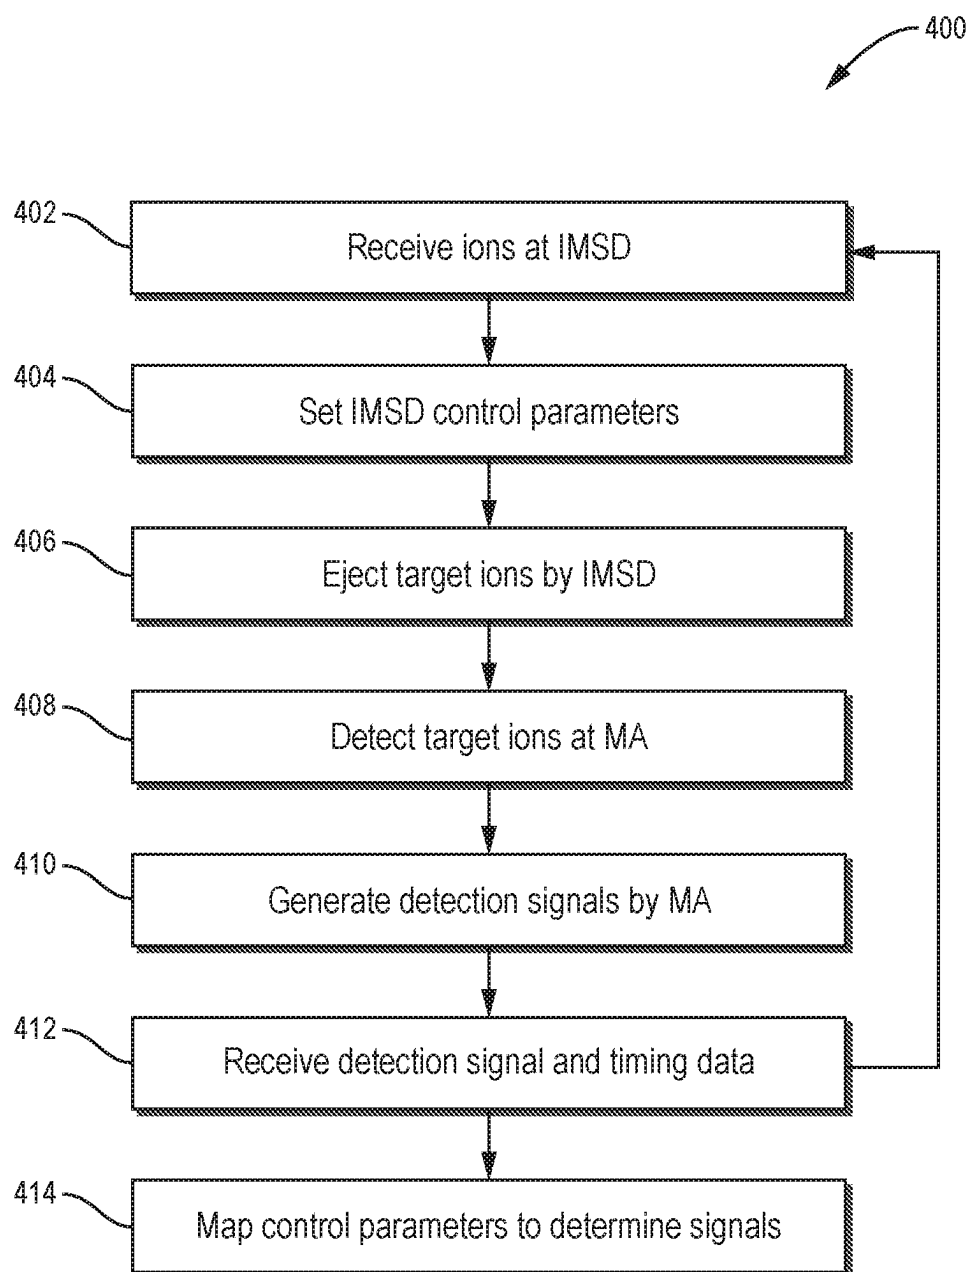 400
402
Receive ions at IMSD
404
Set IMSD control parameters
406
Eject target ions by IMSD
408
Detect target ions at MA
410
Generate detection signals by MA
412
Receive detection signal and timing data
414
Map control parameters to determine signals